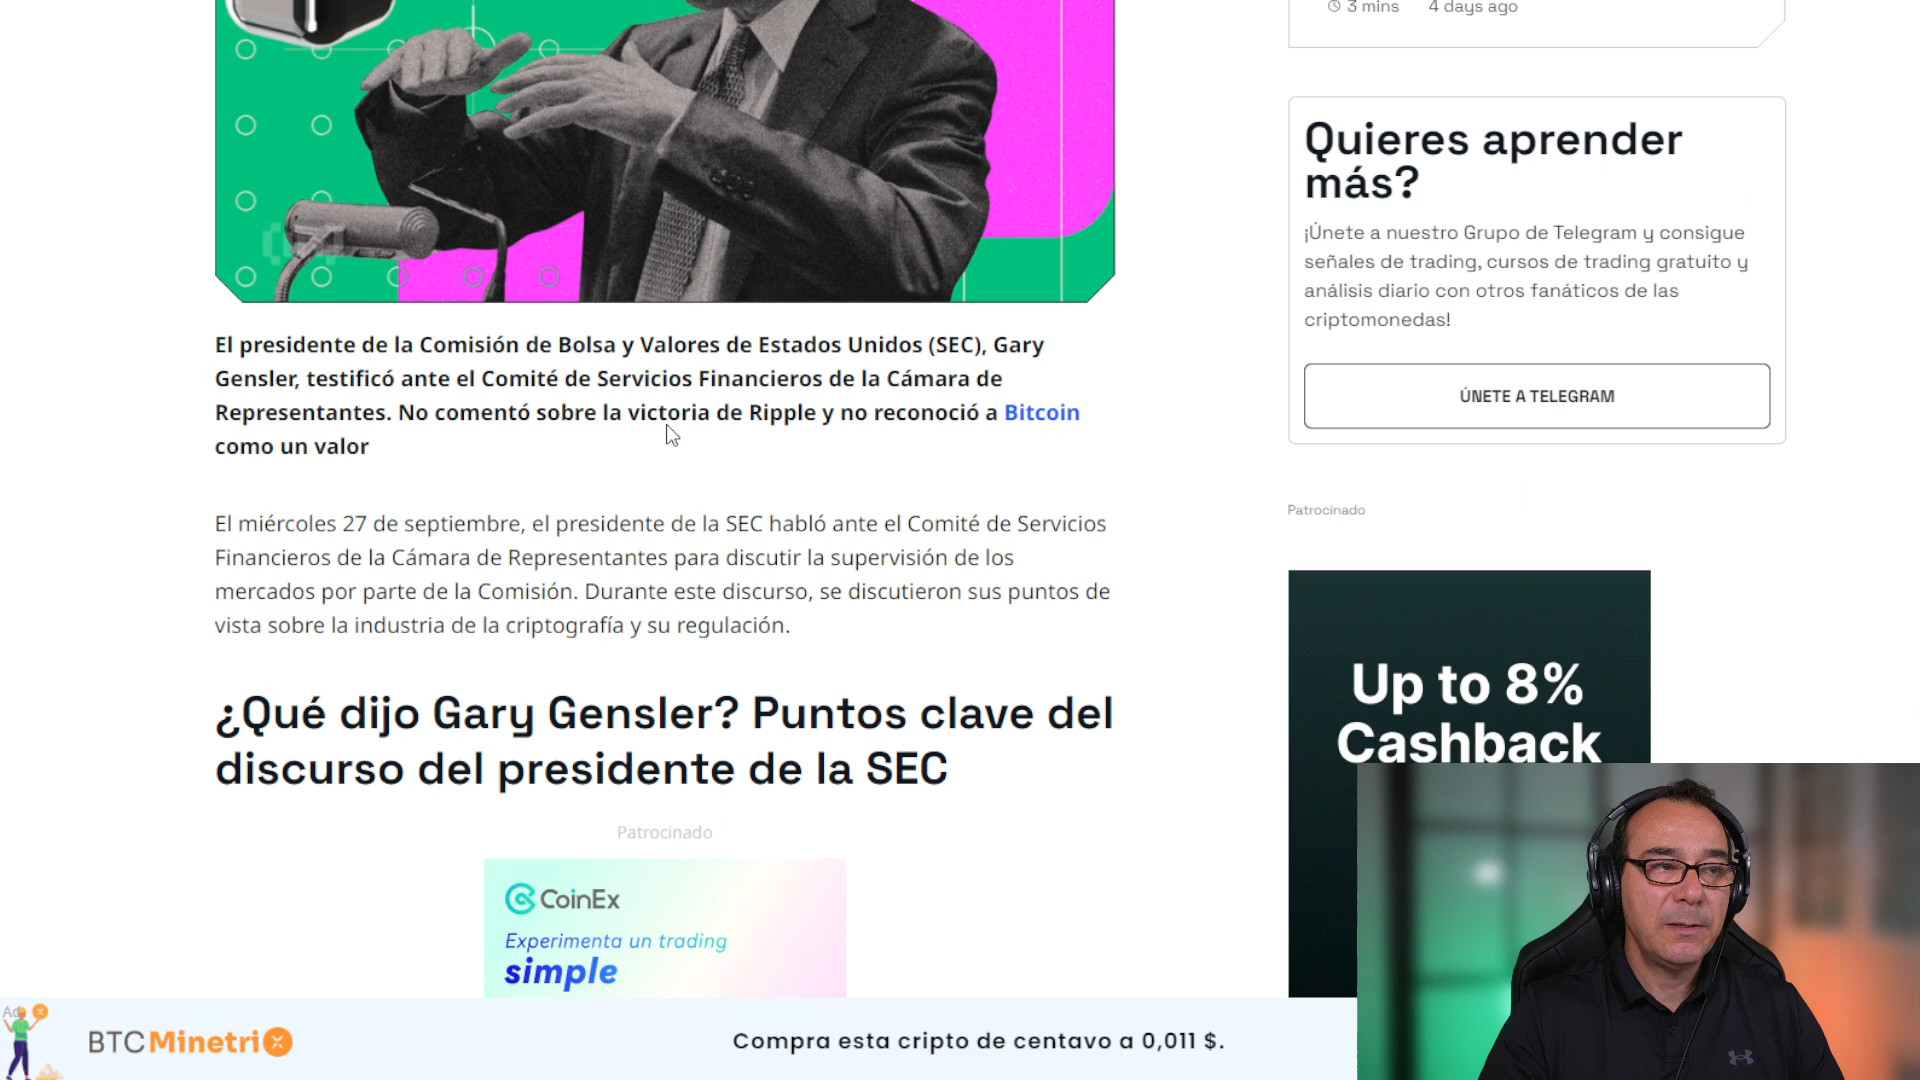 3 mins 4 days ago
Quieres aprender
más?
¡Únete a nuestro Grupo de Telegram y consigue
señales de trading, cursos de trading gratuito y
análisis diario con otros fanáticos de las
criptomonedas!
ÚNETE A TELEGRAM
Patrocinado
Up to 8%
Cashback
El presidente de la Comisión de Bolsa y Valores de Estados Unidos (SEC), Gary
Gensler, testificó ante el Comité de Servicios Financieros de la Cámara de
Representantes. No comentó sobre la victoria de Ripple y no reconoció a Bitcoin
como un valor
El miércoles 27 de septiembre, el presidente de la SEC habló ante el Comité de Servicios
Financieros de la Cámara de Representantes para discutir la supervisión de los
mercados por parte de la Comisión. Durante este discurso, se discutieron sus puntos de
vista sobre la industria de la criptografía y su regulación.
¿Qué dijo Gary Gensler? Puntos clave del
discurso del presidente de la SEC
Patrocinado
CoinEx
Experimenta un trading
simple
BTC Minetrix
Compra esta cripto de centavo a 0,011 $.